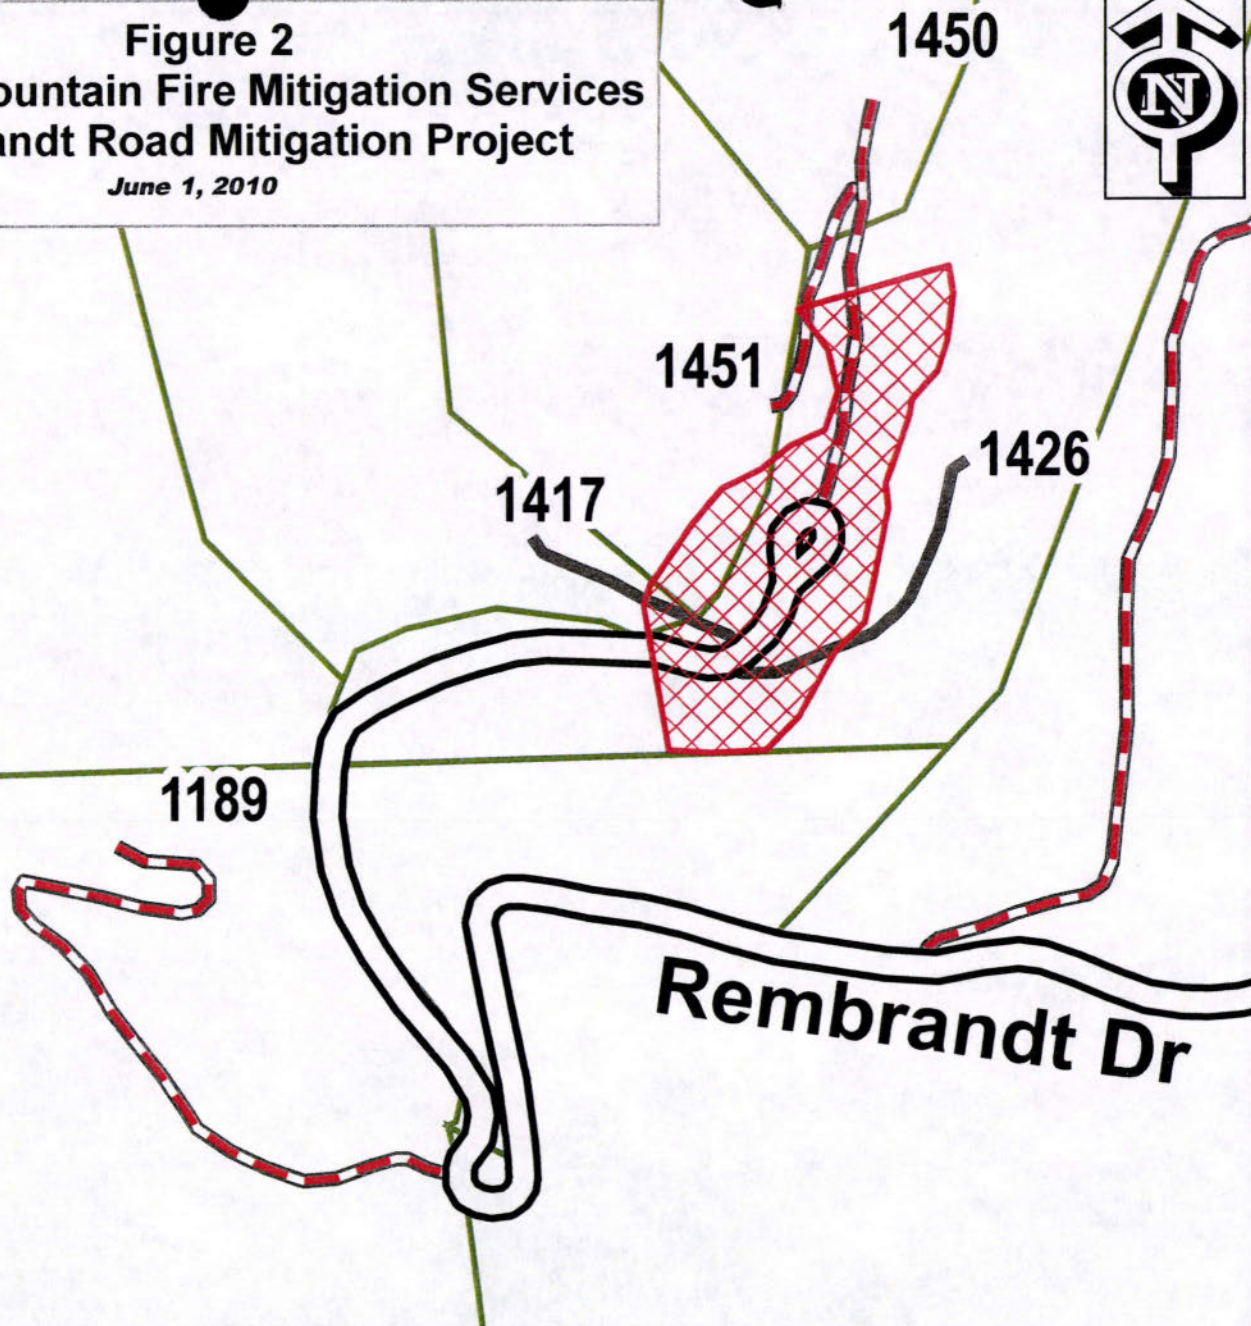 Figure 2
ountain Fire Mitigation Services
andt Road Mitigation Project
June 1, 2010
1450
N
1451
1426
1417
1189
Rembrandt Dr